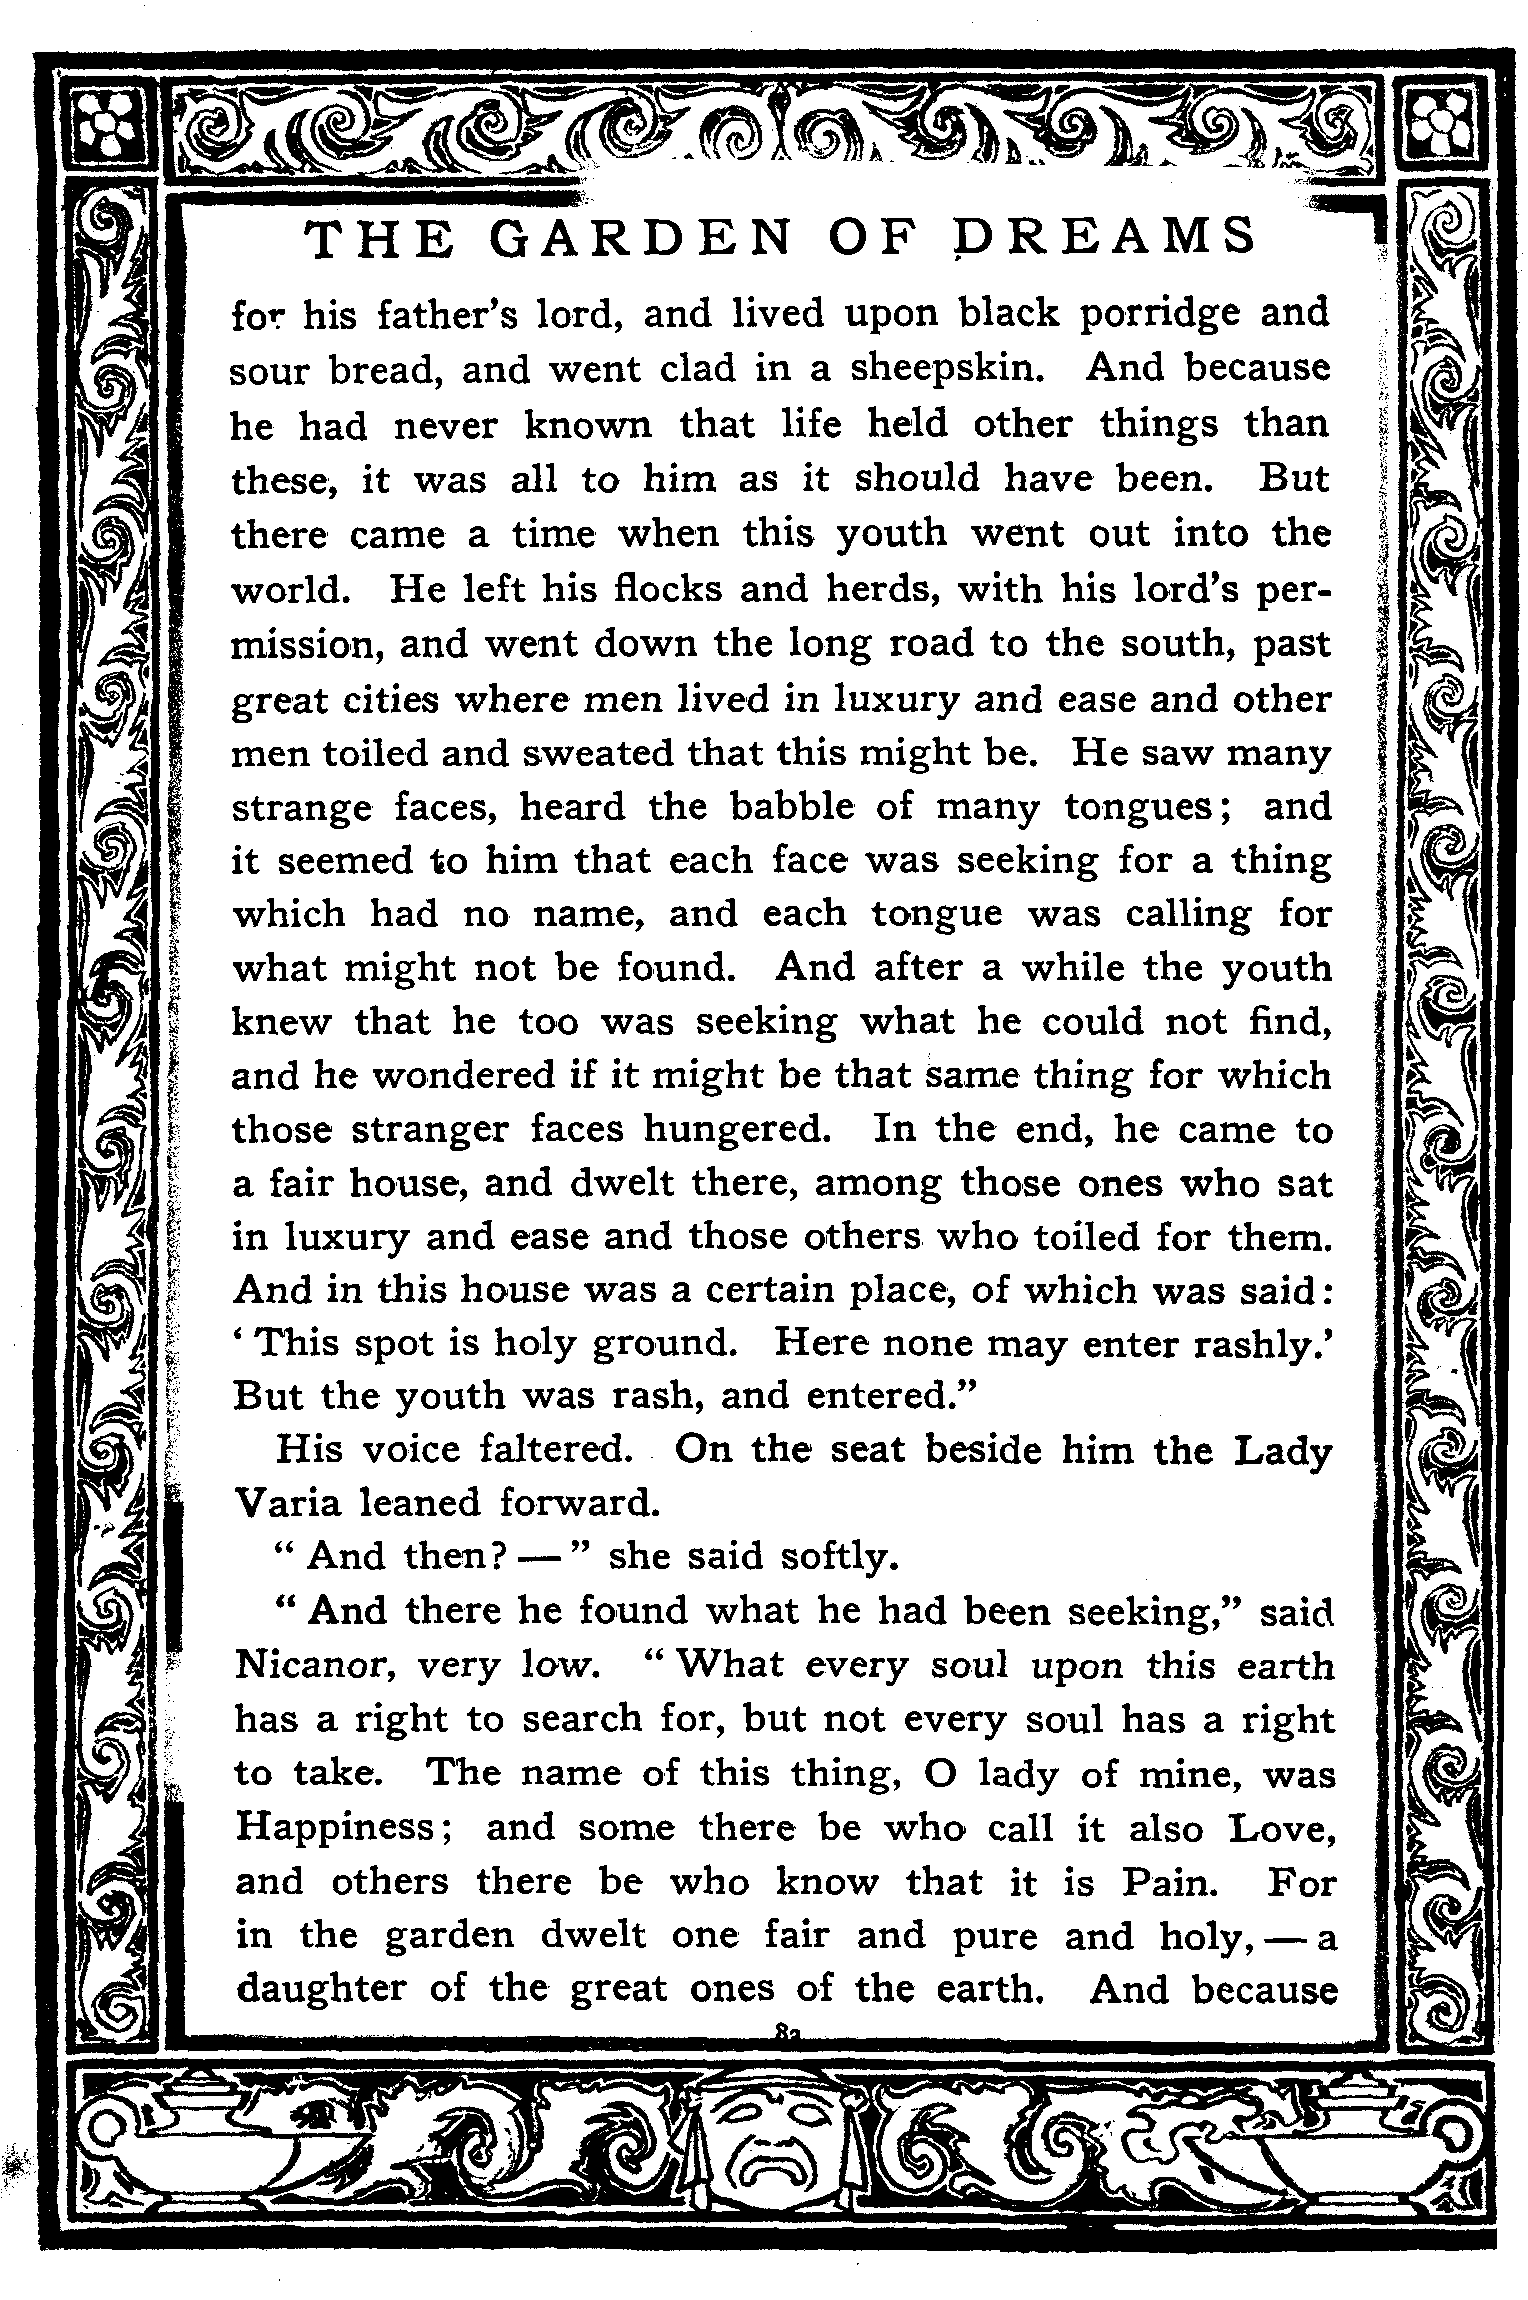 THE GARDEN OF DREAMS
for his father's lord, and lived upon black porridge and
sour bread, and went clad in a sheepskin. And because
he had never known that life held other things than
these, it was all to him as it should have been. But
there came a time when this youth went out into the
world. He left his flocks and herds, with his lord's per-
mission, and went down the long road to the south, past
great cities where men lived in luxury and ease and other
men toiled and sweated that this might be. He saw many
strange faces, heard the babble of many tongues; and
it seemed to him that each face was seeking for a thing
which had no name, and each tongue was calling for
what might not be found. And after a while the youth
knew that he too was seeking what he could not find,
and he wondered if it might be that same thing for which
those stranger faces hungered. In the end, he came to
a fair house, and dwelt there, among those ones who sat
in luxury and ease and those others who toiled for them.
And in this house was a certain place, of which was said:
‘This spot is holy ground. Here none may enter rashly.’
But the youth was rash, and entered.”
His voice faltered. On the seat beside him the Lady
Varia leaned forward.
“And then?—” she said softly.
“And there he found what he had been seeking,” said
Nicanor, very low. “What every soul upon this earth
has a right to search for, but not every soul has a right
to take. The name of this thing, O lady of mine, was
Happiness; and some there be who call it also Love,
and others there be who know that it is Pain. For
in the garden dwelt one fair and pure and holy,—a
daughter of the great ones of the earth. And because